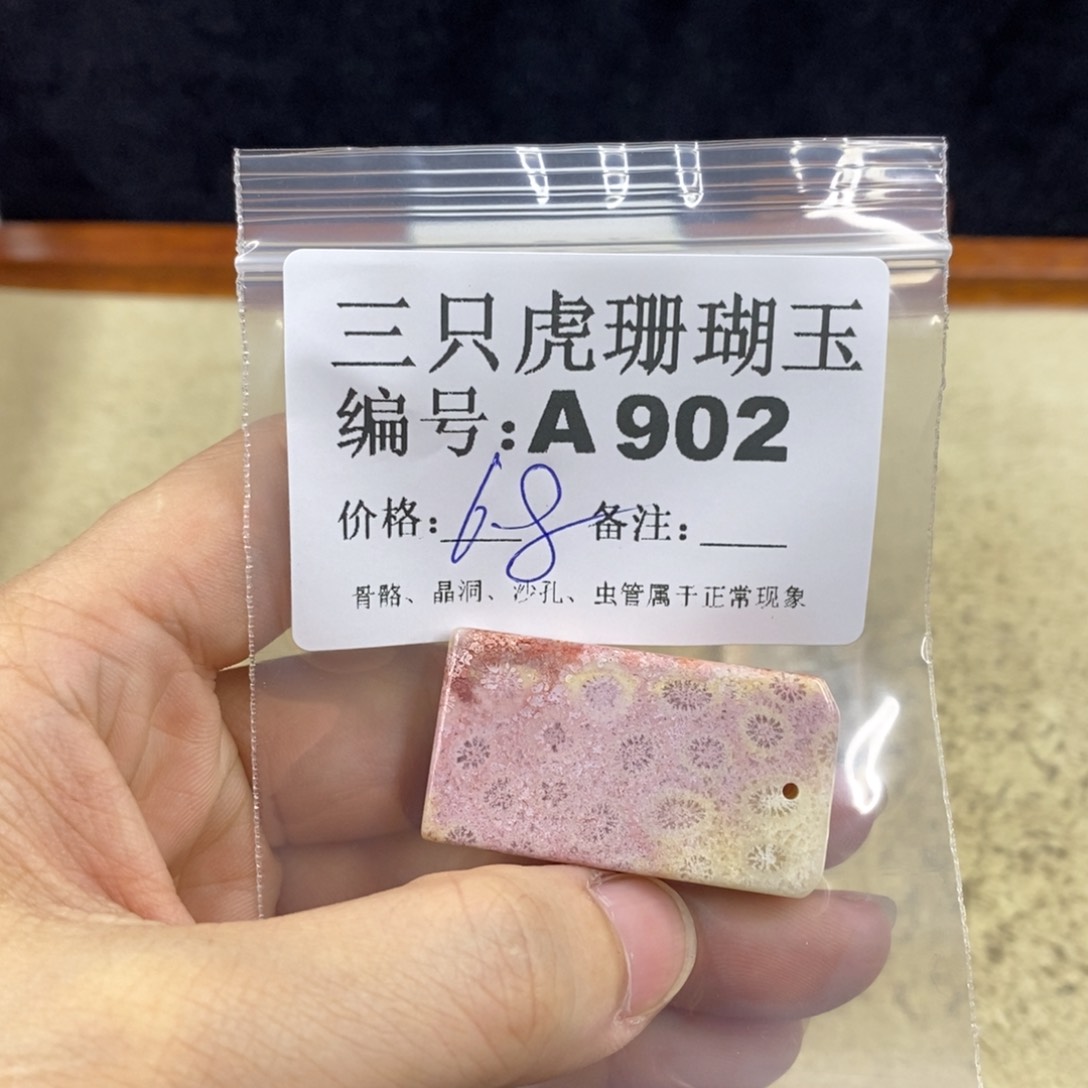 三只虎珊瑚玉
编号:A902
价格:68 备注:
骨骼、晶洞、沙孔、虫管属于正常现象